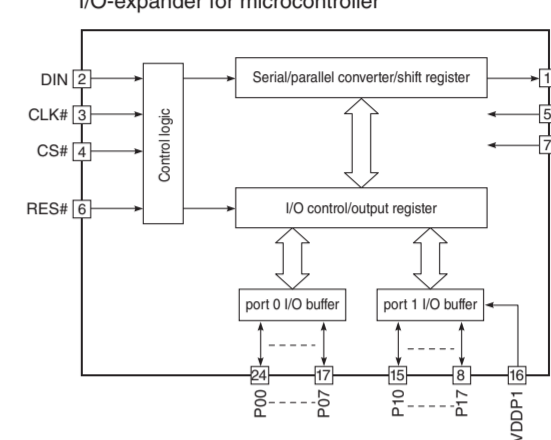 I/O-expander for microcontroller
DIN 2
Serial/parallel converter/shift register
1
CLK# 3
5
CS# 4
Control logic
7
RES# 6
I/O control/output register
port 0 I/O buffer
port 1 I/O buffer
24 17 15 8 16
P00 P07 P10 P17 VDDP1